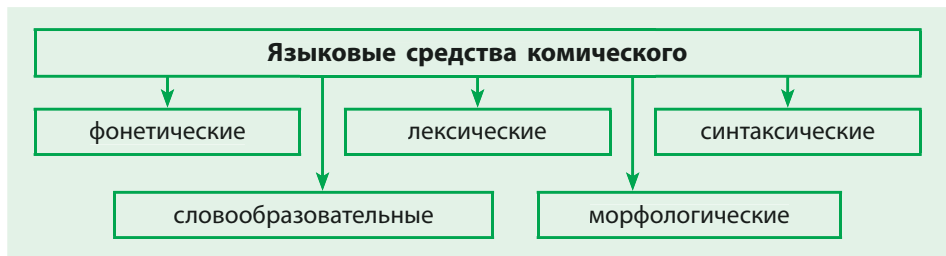 Языковые средства комического
фонетические
лексические
синтаксические
словообразовательные
морфологические